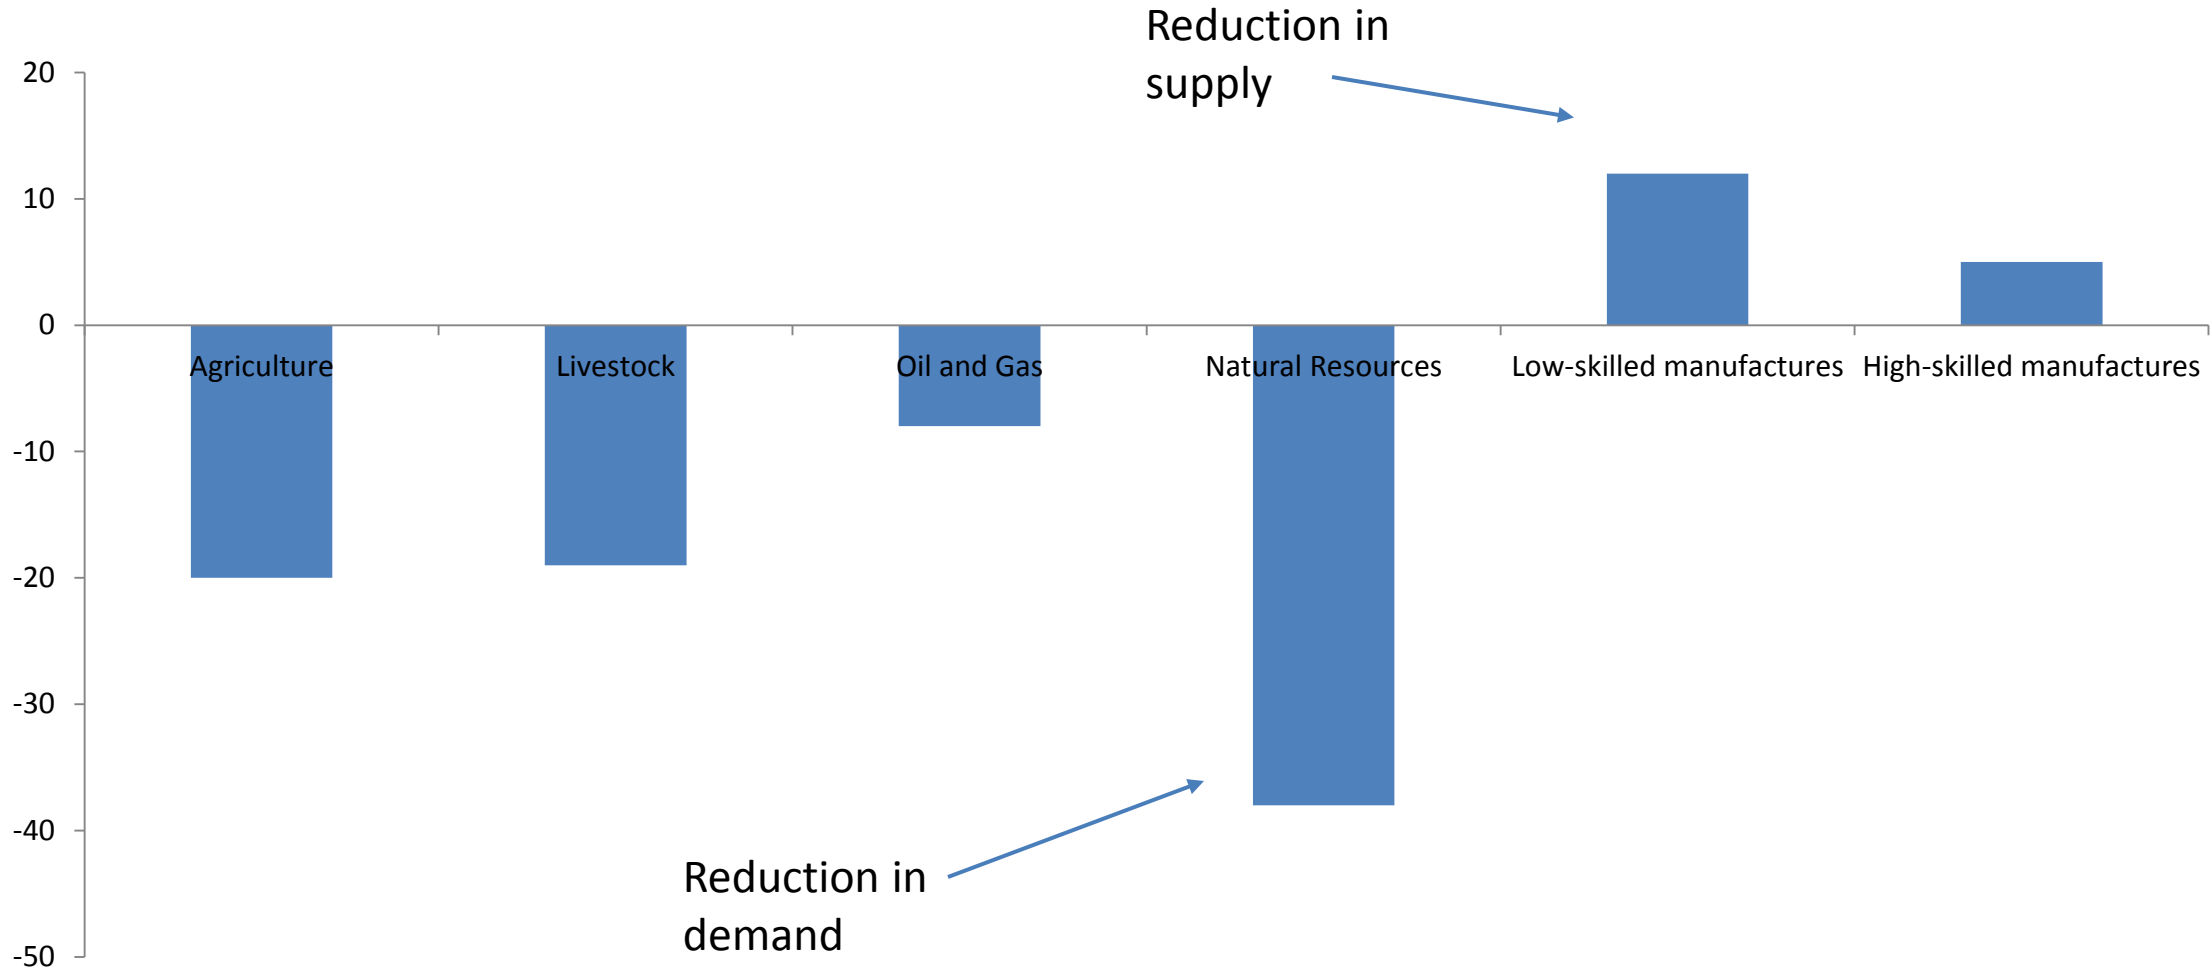 Reduction in
supply
20
10
0
-10
-20
-30
-40
-50
Agriculture
Livestock
Oil and Gas
Natural Resources
Low-skilled manufactures
High-skilled manufactures
Reduction in
demand